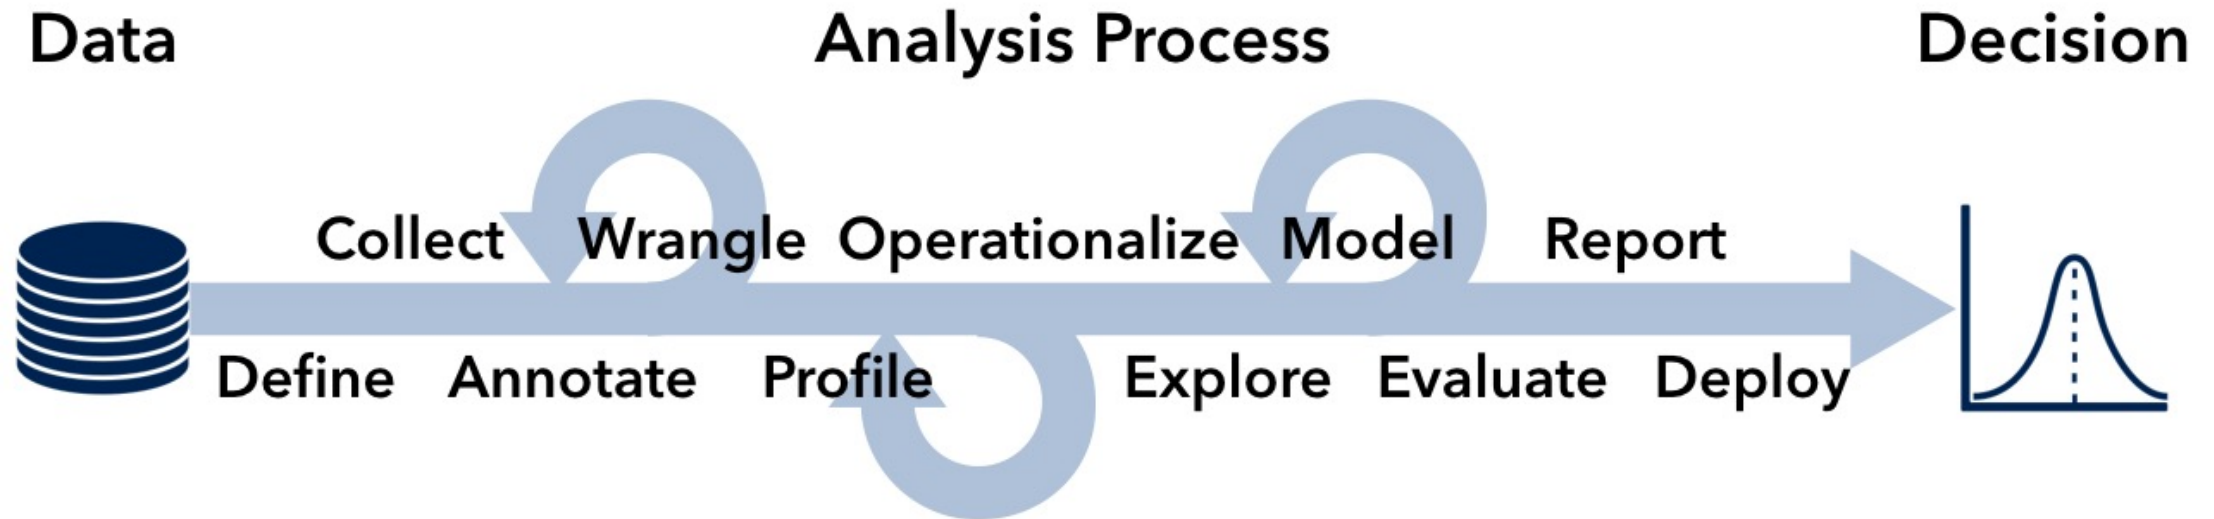 Data Analysis Process Decision
Collect Wrangle Operationalize Model Report
Define Annotate Profile Explore Evaluate Deploy